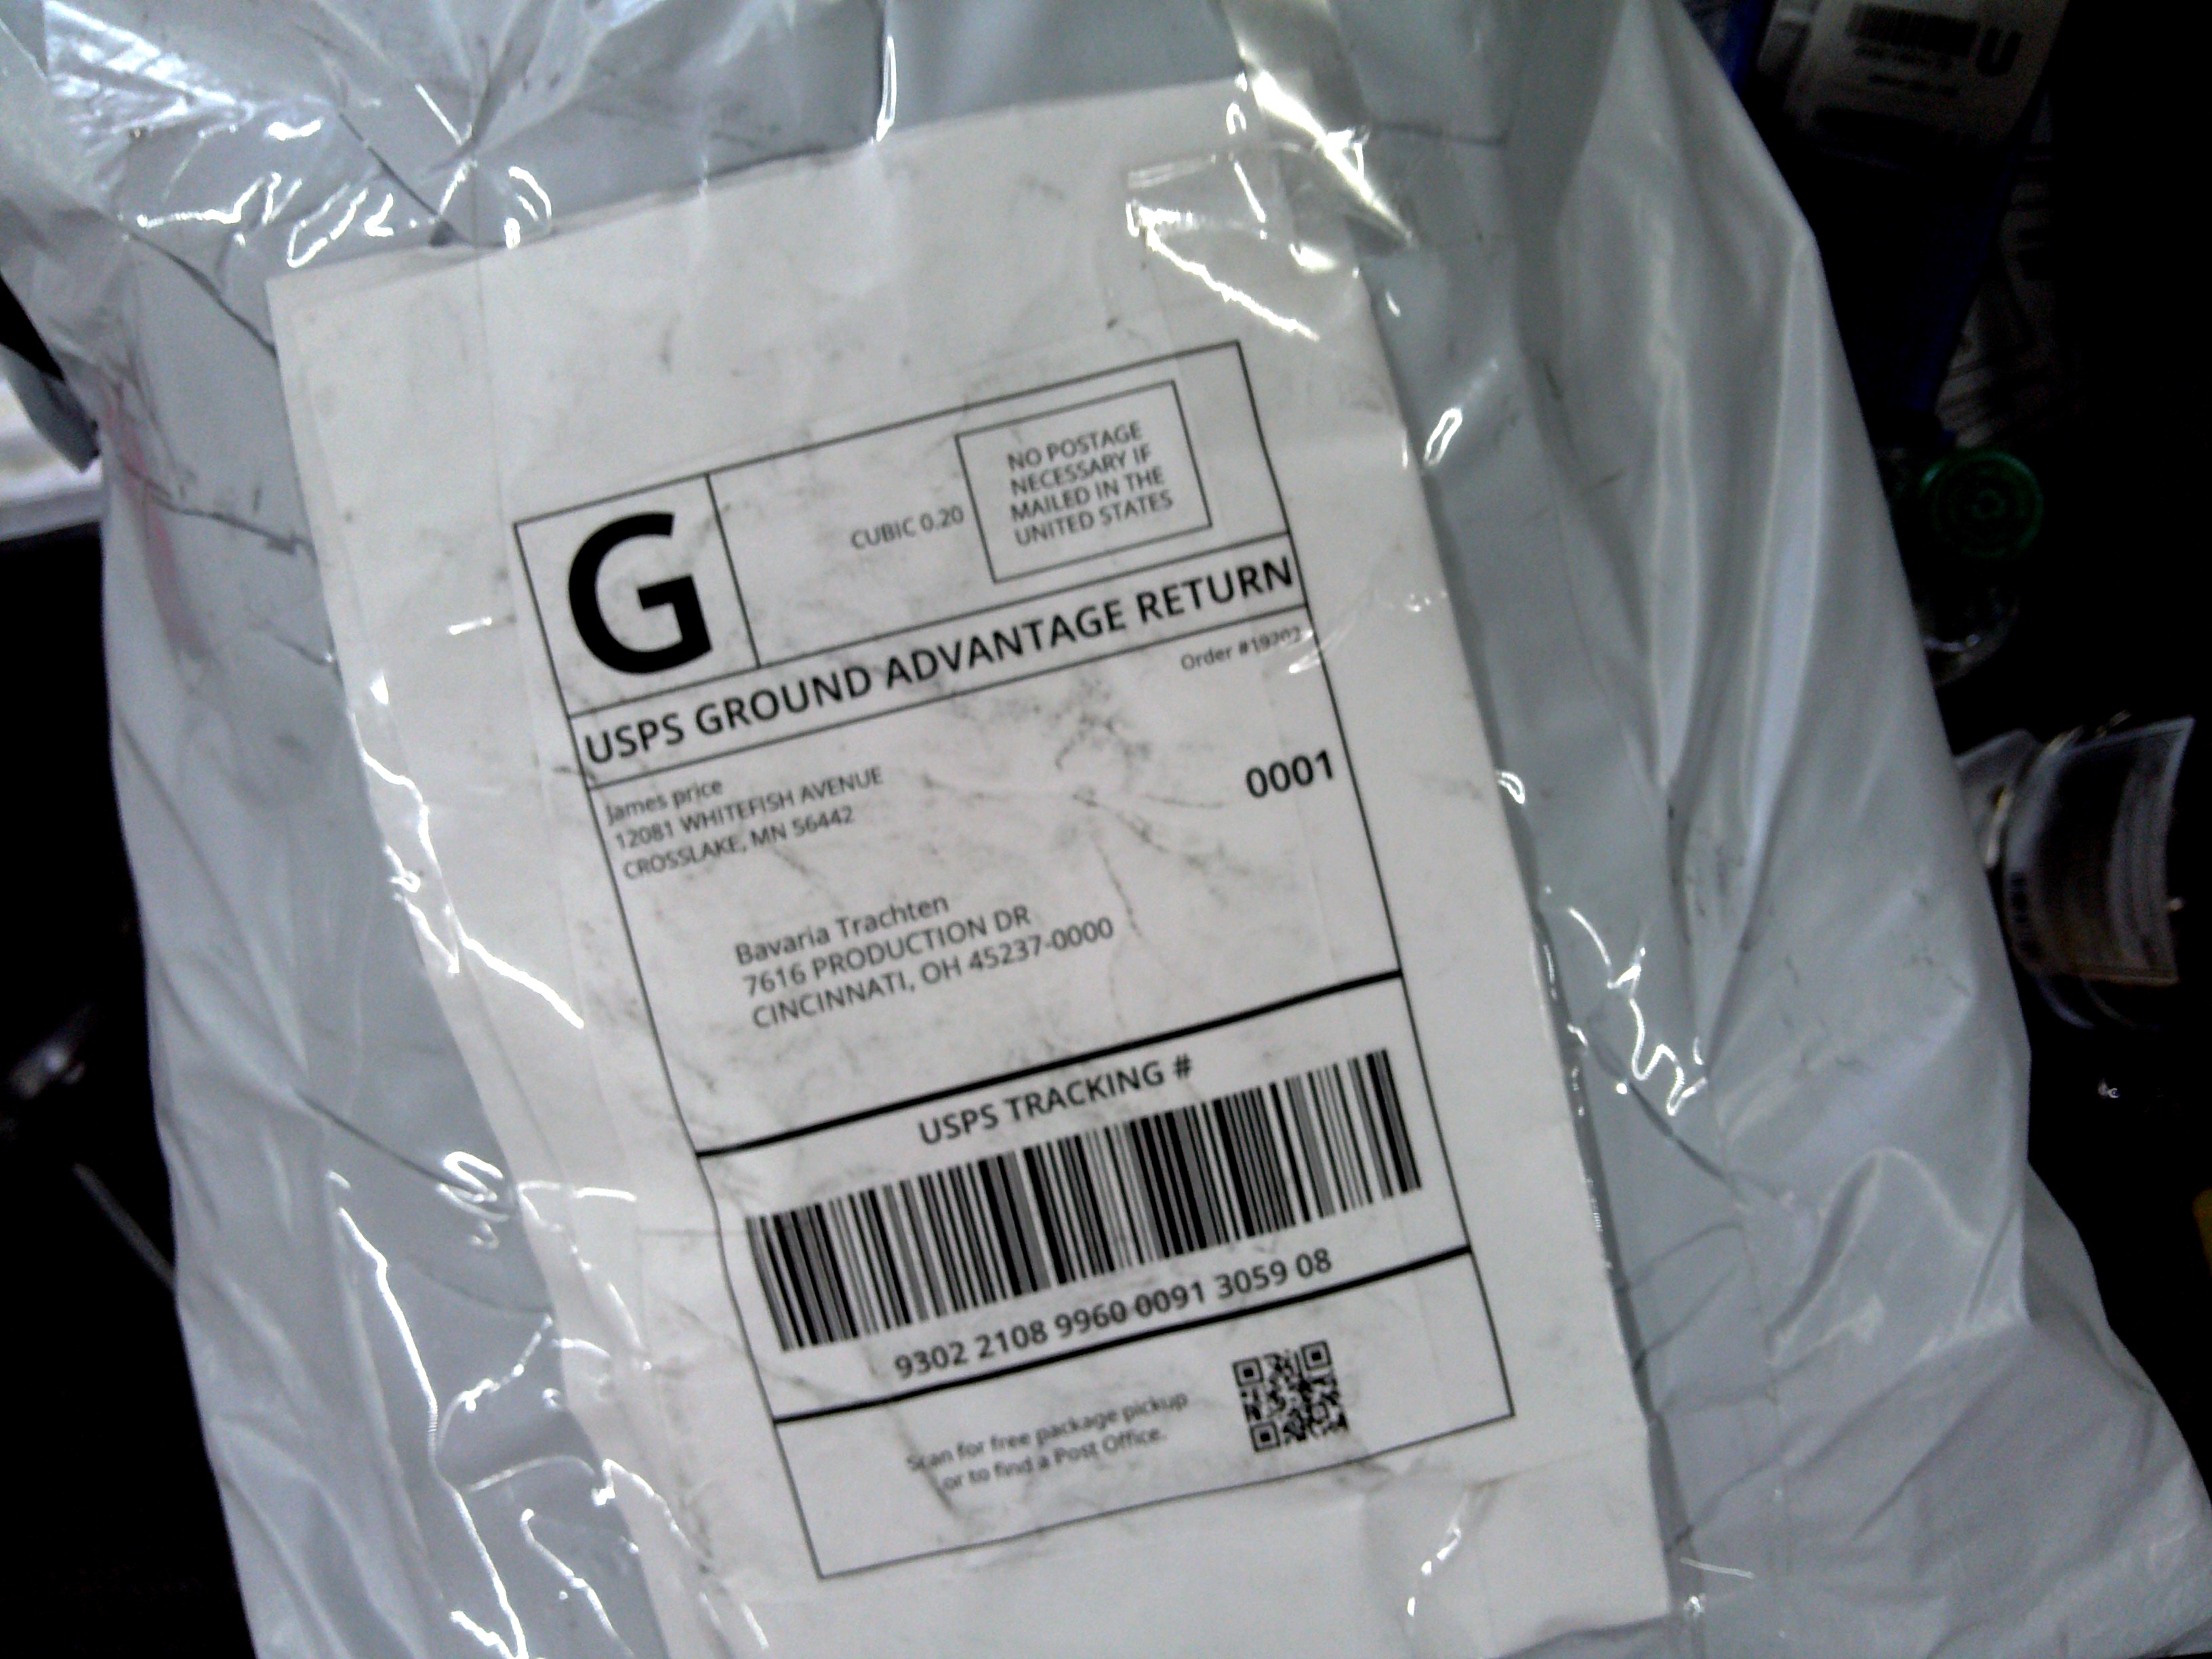 G
CUBIC 0.20
NO POSTAGE
NECESSARY IF
MAILED IN THE
UNITED STATES
USPS GROUND ADVANTAGE RETURN
Order
James price
12081 WHITEFISH AVENUE
CROSSLAKE, MN 56442
0001
Bavaria Trachten
7616 PRODUCTION DR
CINCINNATI, OH 45237-0000
USPS TRACKING #
9302 2108 9960 0091 3059 08
Scan for free package pickup
or to find a Post Office.
U